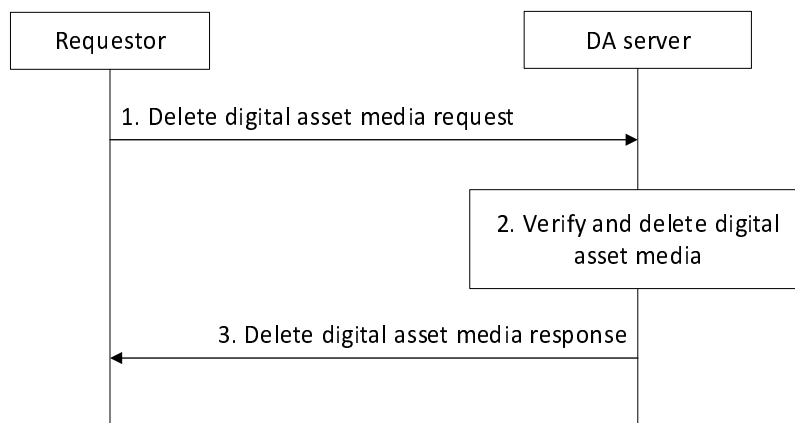 Requestor
DA server
1. Delete digital asset media request
2. Verify and delete digital
asset media
3. Delete digital asset media response